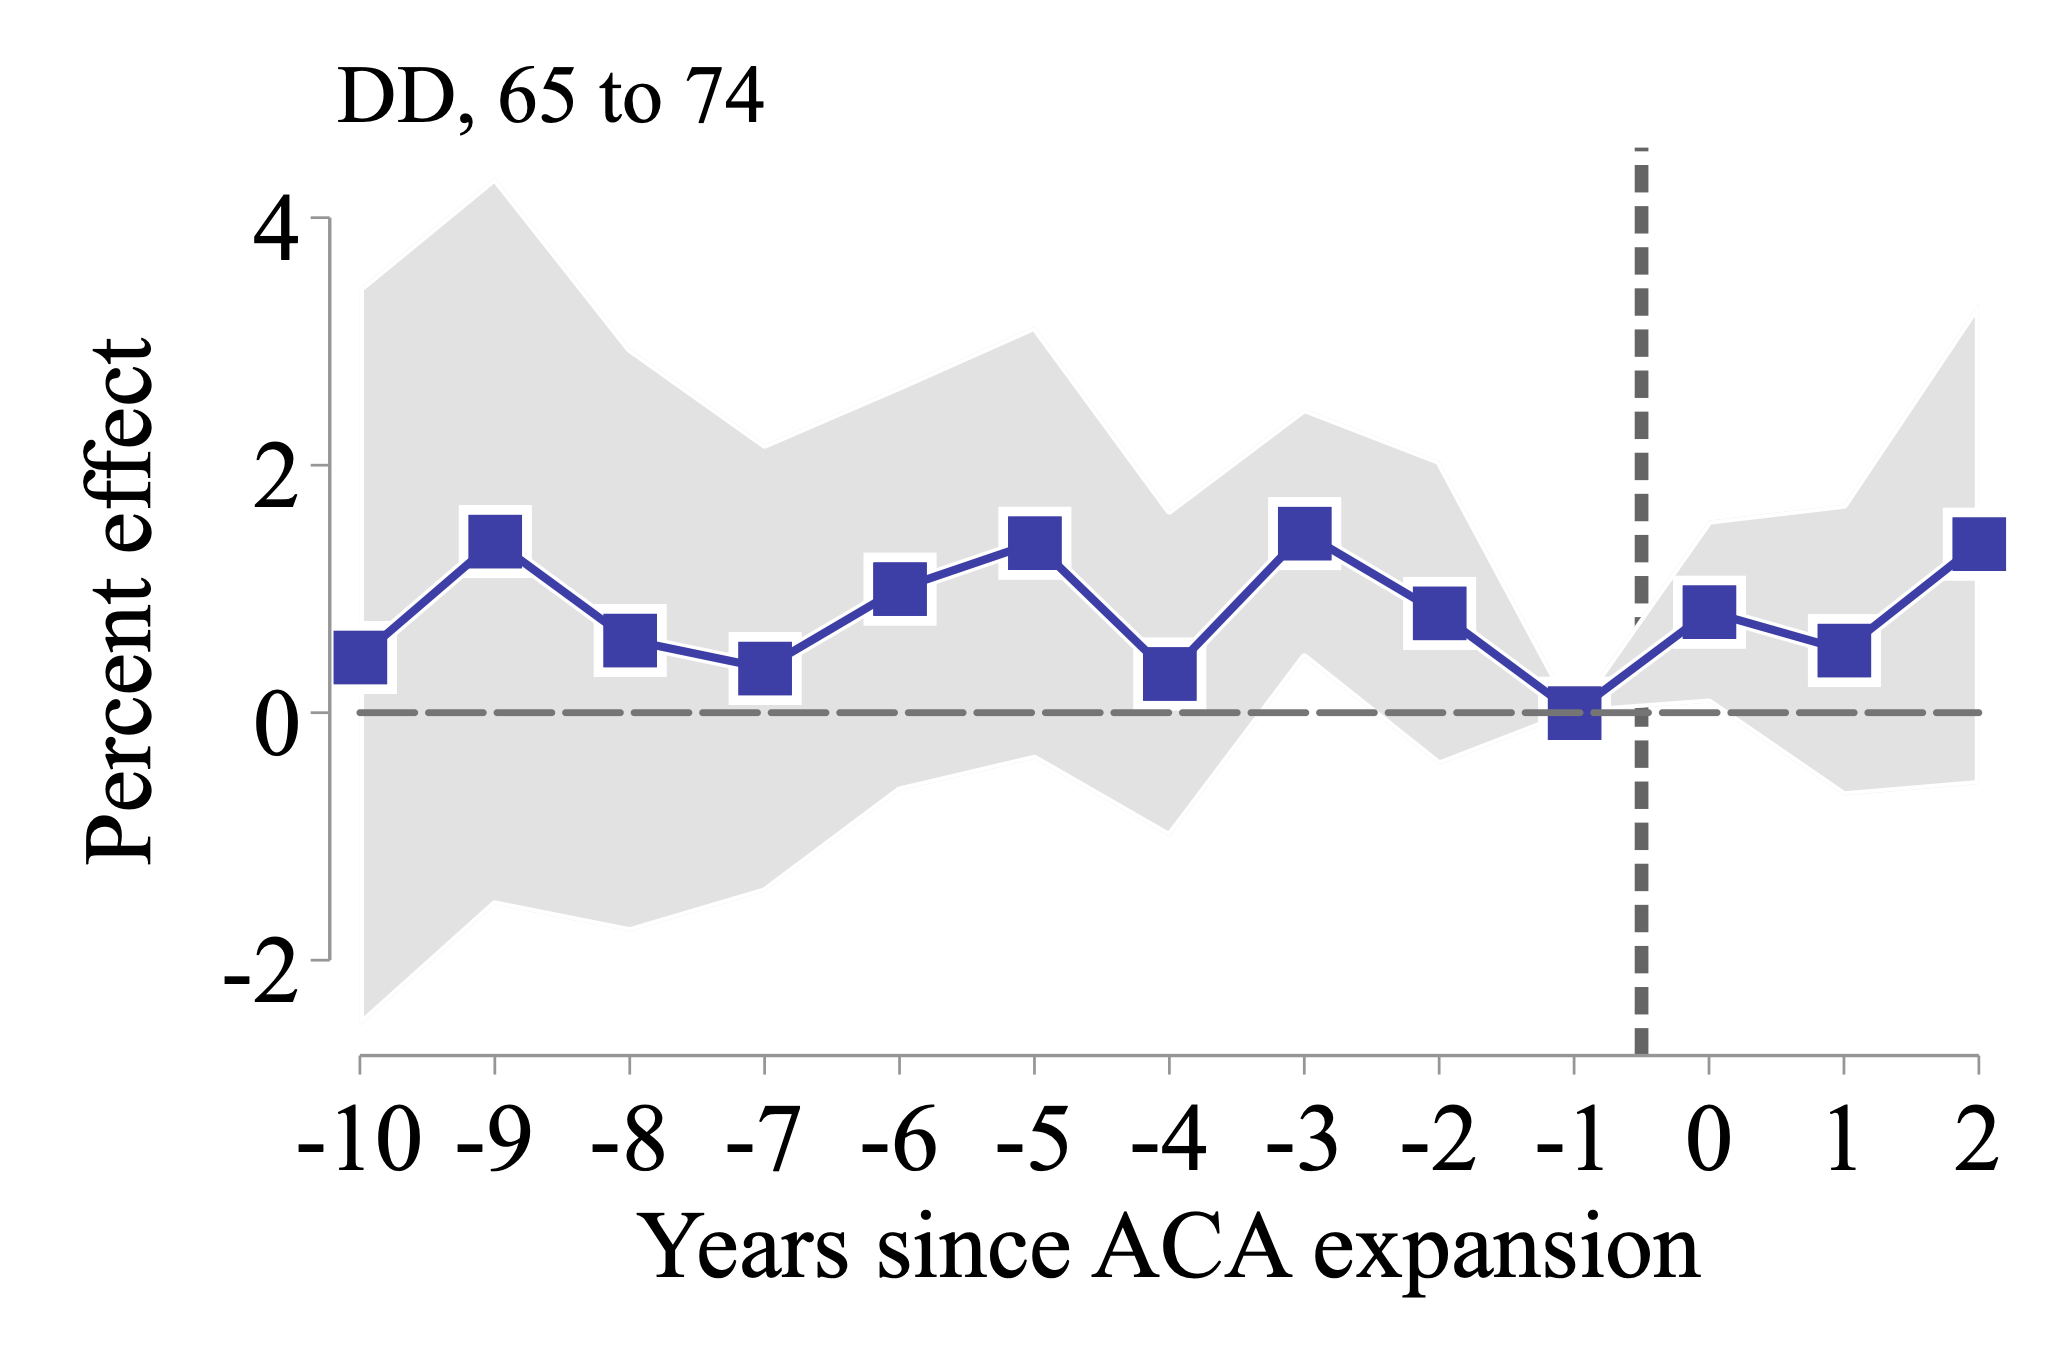 DD, 65 to 74
Percent effect
4
2
0
-2
-10 -9 -8 -7 -6 -5 -4 -3 -2 -1 0 1 2
Years since ACA expansion